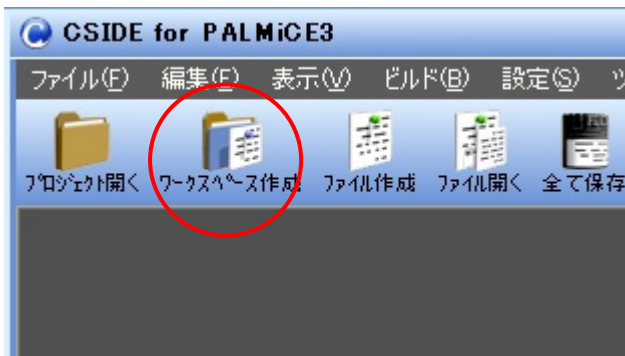 CSIDE for PALMiCE3
ファイル(F) 編集(E) 表示(V) ビルド(B) 設定(S) ツ
ﾌﾟﾛｼﾞｪｸﾄ開く ﾜｰｸｽﾍﾟｰｽ作成 ﾌｧｲﾙ作成 ﾌｧｲﾙ開く 全て保存